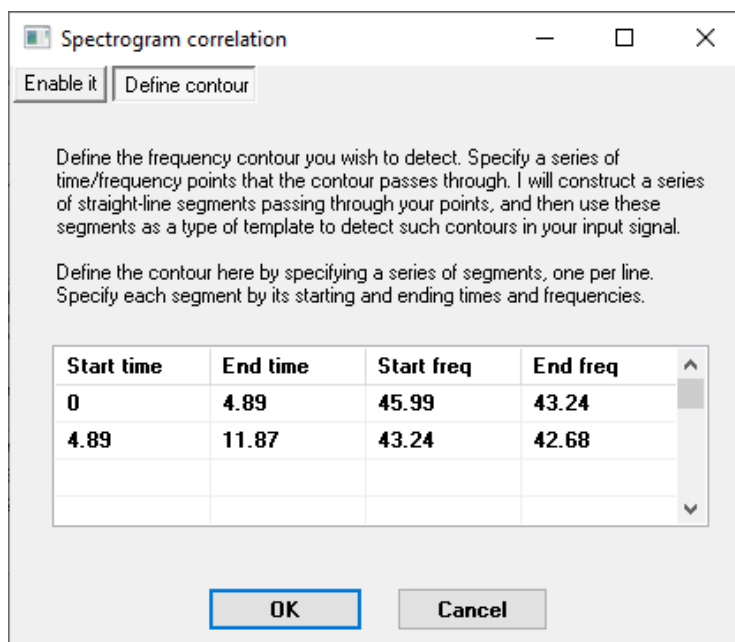 Spectrogram correlation
Enable it Define contour
Define the frequency contour you wish to detect. Specify a series of
time/frequency points that the contour passes through. I will construct a series
of straight-line segments passing through your points, and then use these
segments as a type of template to detect such contours in your input signal.
Define the contour here by specifying a series of segments, one per line.
Specify each segment by its starting and ending times and frequencies.
Start time End time Start freq End freq
0 4.89 45.99 43.24
4.89 11.87 43.24 42.68
OK Cancel